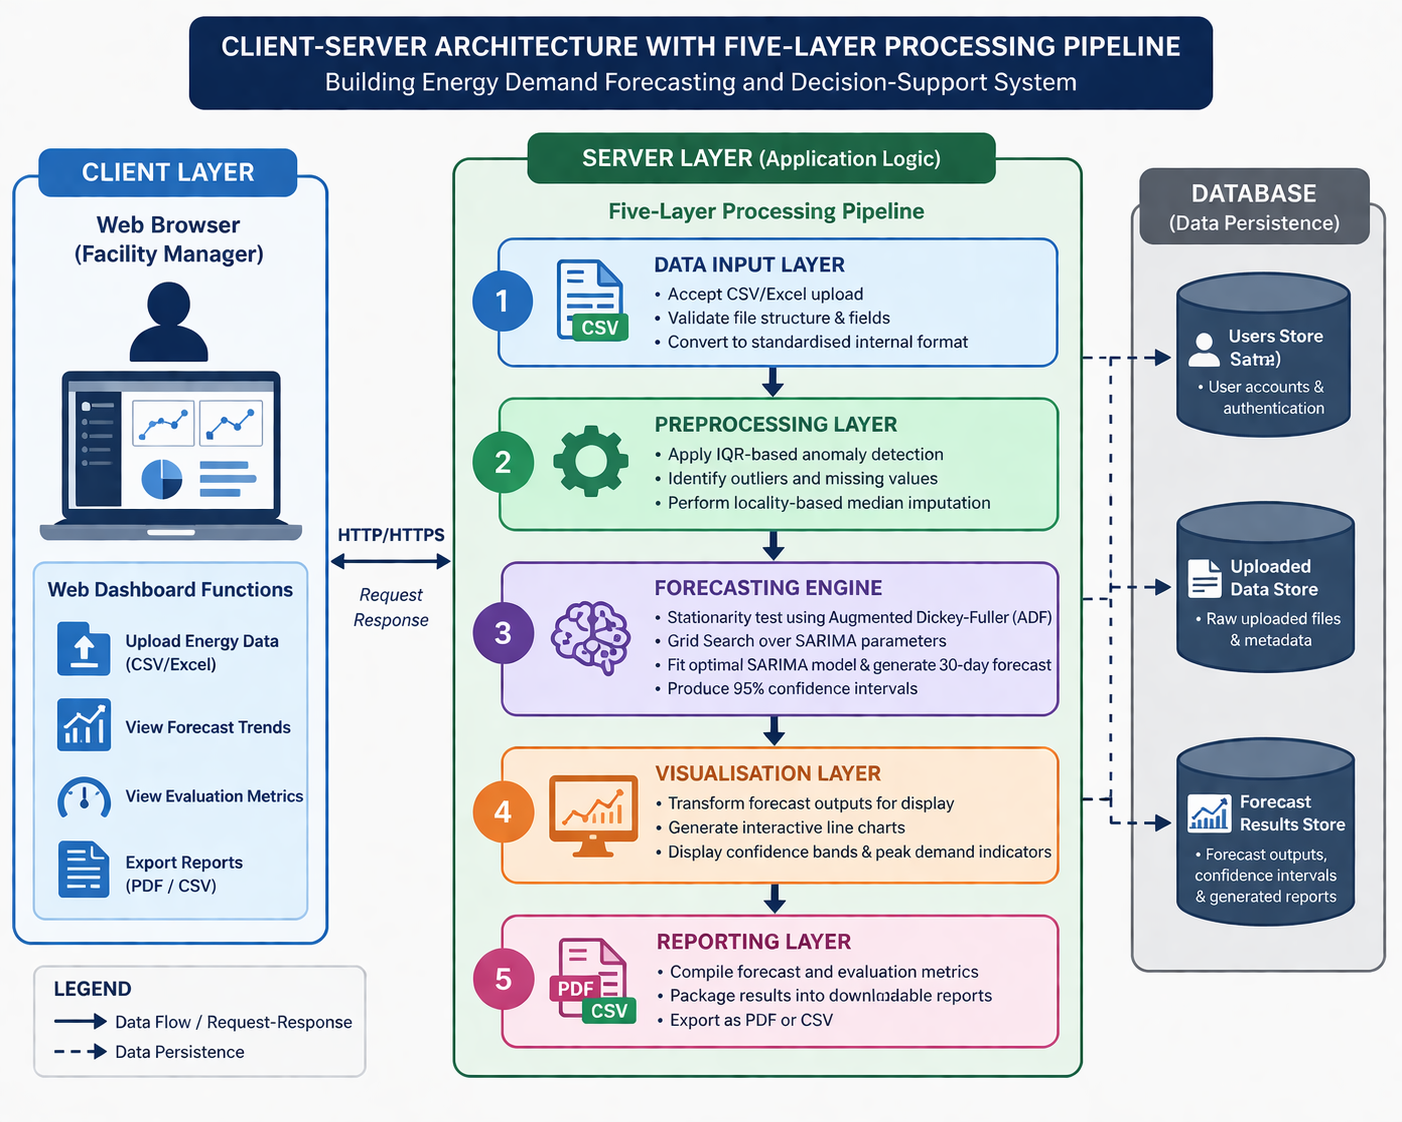 CLIENT-SERVER ARCHITECTURE WITH FIVE-LAYER PROCESSING PIPELINE
Building Energy Demand Forecasting and Decision-Support System
CLIENT LAYER
Web Browser
(Facility Manager)
Web Dashboard Functions
Upload Energy Data
(CSV/Excel)
View Forecast Trends
View Evaluation Metrics
Export Reports
(PDF / CSV)
LEGEND
Data Flow / Request-Response
Data Persistence
HTTP/HTTPS
Request
Response
SERVER LAYER (Application Logic)
Five-Layer Processing Pipeline
1
CSV
DATA INPUT LAYER
• Accept CSV/Excel upload
• Validate file structure & fields
• Convert to standardised internal format
2
PREPROCESSING LAYER
• Apply IQR-based anomaly detection
• Identify outliers and missing values
• Perform locality-based median imputation
3
FORECASTING ENGINE
• Stationarity test using Augmented Dickey-Fuller (ADF)
• Grid Search over SARIMA parameters
• Fit optimal SARIMA model & generate 30-day forecast
• Produce 95% confidence intervals
4
VISUALISATION LAYER
• Transform forecast outputs for display
• Generate interactive line charts
• Display confidence bands & peak demand indicators
5
PDF
CSV
REPORTING LAYER
• Compile forecast and evaluation metrics
• Package results into downloadable reports
• Export as PDF or CSV
DATABASE
(Data Persistence)
Users Store
• User accounts &
authentication
Uploaded
Data Store
• Raw uploaded files
& metadata
Forecast
Results Store
• Forecast outputs,
confidence intervals
& generated reports